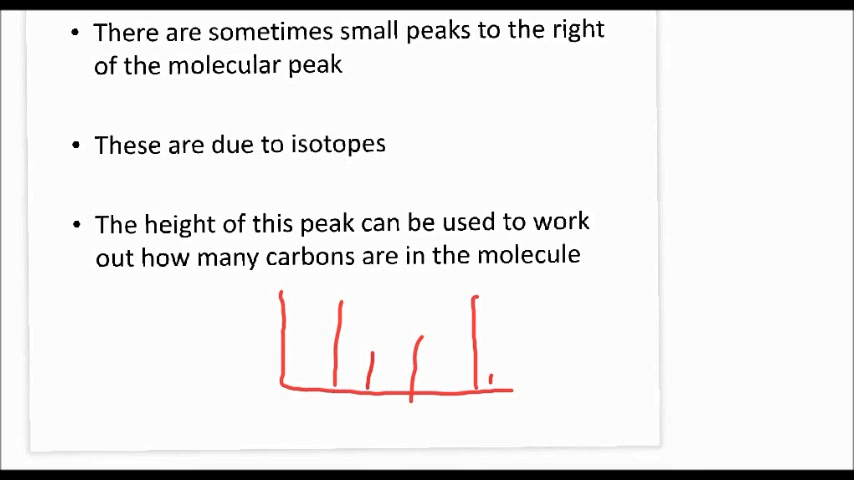 • There are sometimes small peaks to the right
of the molecular peak
• These are due to isotopes
• The height of this peak can be used to work
out how many carbons are in the molecule